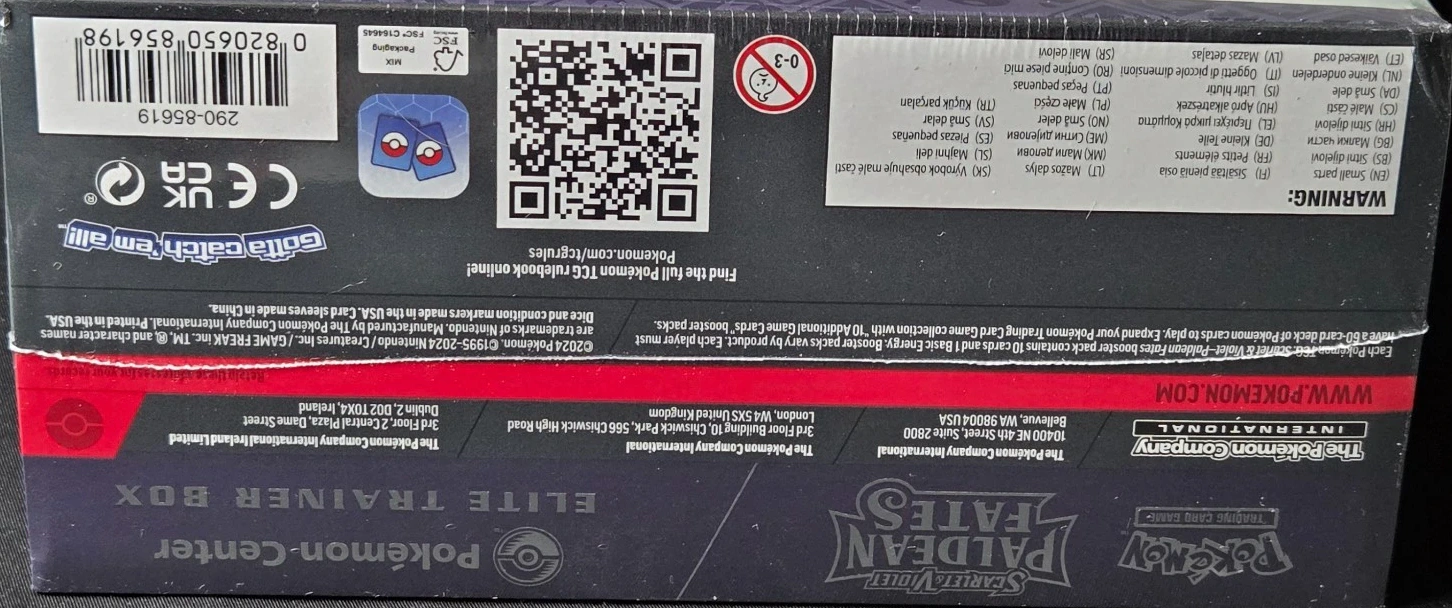 POKéMON
TRADING CARD GAME
SCARLET & VIOLET
PALDEAN
FATES
Pokémon Center
ELITE TRAINER BOX
The Pokémon Company
INTERNATIONAL
The Pokémon Company International
10400 NE 4th Street, Suite 2800
Bellevue, WA 98004 USA
The Pokémon Company International
3rd Floor Building 10, Chiswick Park, 566 Chiswick High Road
London, W4 5XS United Kingdom
The Pokémon Company International Ireland Limited
3rd Floor, 2 Central Plaza, Dame Street
Dublin 2, D02 T0X4, Ireland
WWW.POKEMON.COM
Retain these addresses for your records.
Each Pokémon TCG: Scarlet & Violet—Paldean Fates booster pack contains 10 cards and 1 Basic Energy. Booster packs vary by product. Each player must
have a 60-card deck of Pokémon cards to play. Expand your Pokémon Trading Card Game collection with "10 Additional Game Cards" booster packs.
©2024 Pokémon. ©1995–2024 Nintendo / Creatures Inc. / GAME FREAK inc. TM, ®, and character names
are trademarks of Nintendo. Manufactured by The Pokémon Company International. Printed in the USA.
Dice and condition markers made in the USA. Card sleeves made in China.
WARNING:
(EN) Small parts
(BS) Sitni dijelovi
(BG) Малки части
(HR) Sitni dijelovi
(CS) Malé části
(DA) Små dele
(NL) Kleine onderdelen
(ET) Väikesed osad
(FI) Sisältää pieniä osia
(FR) Petits éléments
(DE) Kleine Teile
(EL) Περιέχει μικρά κομμάτια
(HU) Apró alkatrészek
(IS) Litlir hlutir
(IT) Oggetti di piccole dimensioni
(LV) Mazas detaļas
(LT) Mažos dalys
(MK) Мали делови
(ME) Ситни дијелови
(NO) Små deler
(PL) Małe części
(PT) Peças pequenas
(RO) Conține piese mici
(SR) Mali delovi
(SK) Výrobok obsahuje malé časti
(SL) Majhni deli
(ES) Piezas pequeñas
(SV) Små delar
(TR) Küçük parçalar
0-3
Find the full Pokémon TCG rulebook online!
Pokemon.com/tcgrules
Gotta catch 'em all!™
CE UK CA ®
MIX
Packaging
FSC
FSC® C164645
290-85619
0 820650 856198